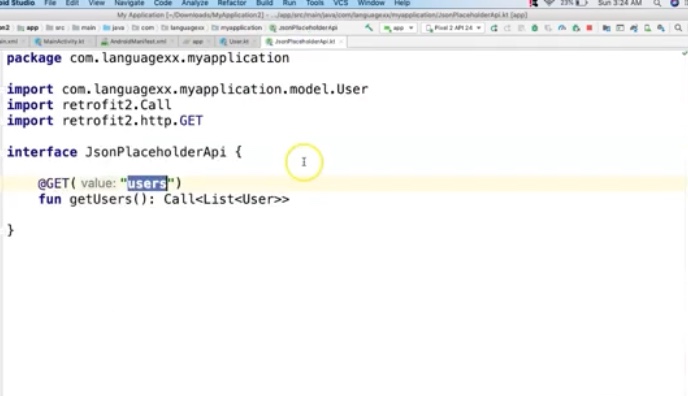 oid Studio File Edit View Navigate Code Analyze Refactor Build Run Tools VCS Window Help 23% Sun 3:24 AM
My Application [~/Downloads/MyApplication2] - .../app/src/main/java/com/languagexx/myapplication/JsonPlaceholderApi.kt [app]
on2 app src main java com languagexx myapplication JsonPlaceholderApi app Pixel 2 API 24
ain.xml MainActivity.kt AndroidManifest.xml app User.kt JsonPlaceholderApi.kt
package com.languagexx.myapplication
import com.languagexx.myapplication.model.User
import retrofit2.Call
import retrofit2.http.GET
interface JsonPlaceholderApi {
@GET( value: "users")
fun getUsers(): Call<List<User>>
}